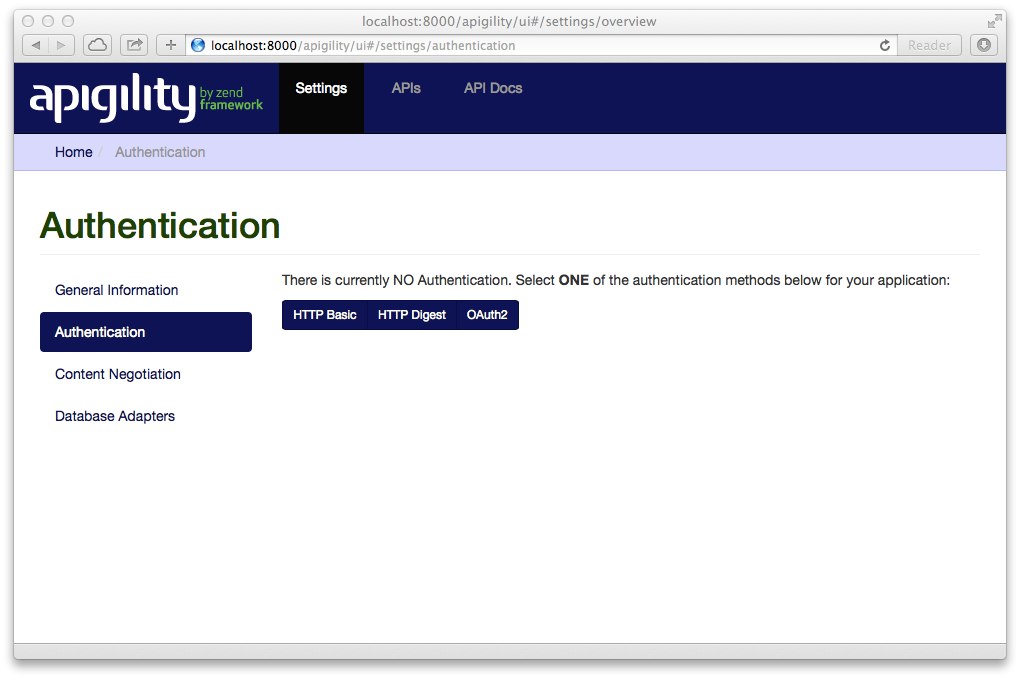 localhost:8000/apigility/ui#/settings/overview
localhost:8000/apigility/ui#/settings/authentication
Reader
apigility by zend framework
Settings
APIs
API Docs
Home / Authentication
Authentication
General Information
Authentication
Content Negotiation
Database Adapters
There is currently NO Authentication. Select ONE of the authentication methods below for your application:
HTTP Basic
HTTP Digest
OAuth2